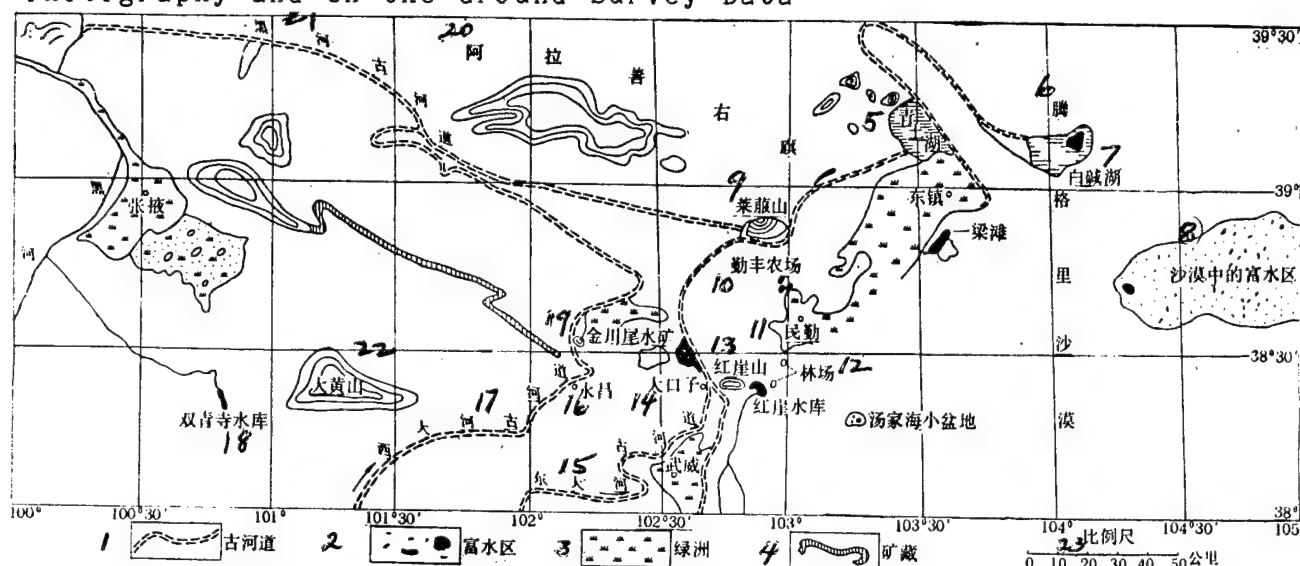 thrography and on the Ground Survey Data
21 20 39°30′
黑河古河道 阿拉善右旗 6 腾
5 青湖
7
白碱湖
9
莱菔山
东镇
39°
黑河
张掖
一梁滩
格
8
沙漠中的富水区
勤丰农场
10
里
19
金川尾水矿
11
民勤
沙
13
38°30′
22
大黄山
道
红崖山
林场 12
永昌
16
大口子
14
红崖水库
17
西大河古河
双青寺水库
18
汤家海小盆地
漠
15
东大河古河道
武威
100° 100°30′ 101° 101°30′ 102° 102°30′ 103° 103°30′ 104° 104°30′ 105
38°
1 古河道 2 富水区 3 绿洲 4 矿藏 23 比例尺
0 10 20 30 40 50公里